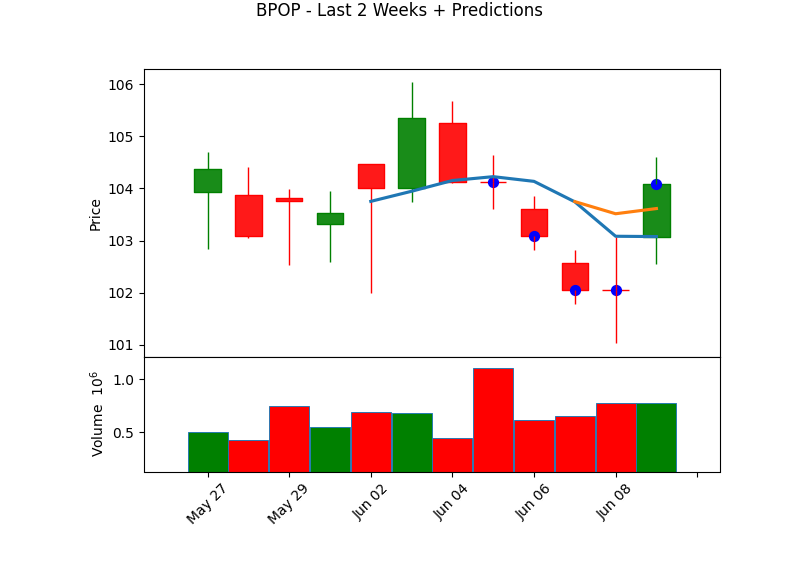 BPOP - Last 2 Weeks + Predictions
106
105
104
103
102
101
Price
1.0
0.5
Volume 10^6
May 27
May 29
Jun 02
Jun 04
Jun 06
Jun 08